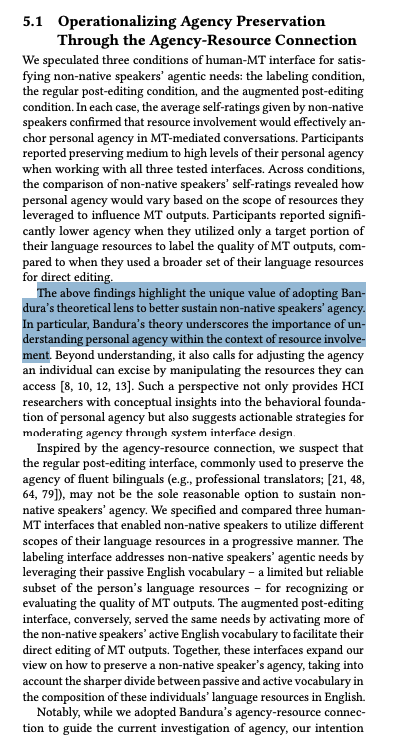 5.1 Operationalizing Agency Preservation
Through the Agency-Resource Connection
We speculated three conditions of human-MT interface for satis-
fying non-native speakers' agentic needs: the labeling condition,
the regular post-editing condition, and the augmented post-editing
condition. In each case, the average self-ratings given by non-native
speakers confirmed that resource involvement would effectively an-
chor personal agency in MT-mediated conversations. Participants
reported preserving medium to high levels of their personal agency
when working with all three tested interfaces. Across conditions,
the comparison of non-native speakers' self-ratings revealed how
personal agency would vary based on the scope of resources they
leveraged to influence MT outputs. Participants reported signifi-
cantly lower agency when they utilized only a target portion of
their language resources to label the quality of MT outputs, com-
pared to when they used a broader set of their language resources
for direct editing.
The above findings highlight the unique value of adopting Ban-
dura's theoretical lens to better sustain non-native speakers' agency.
In particular, Bandura's theory underscores the importance of un-
derstanding personal agency within the context of resource involve-
ment. Beyond understanding, it also calls for adjusting the agency
an individual can excise by manipulating the resources they can
access [8, 10, 12, 13]. Such a perspective not only provides HCI
researchers with conceptual insights into the behavioral founda-
tion of personal agency but also suggests actionable strategies for
moderating agency through system interface design.
Inspired by the agency-resource connection, we suspect that
the regular post-editing interface, commonly used to preserve the
agency of fluent bilinguals (e.g., professional translators; [21, 48,
64, 79]), may not be the sole reasonable option to sustain non-
native speakers' agency. We specified and compared three human-
MT interfaces that enabled non-native speakers to utilize different
scopes of their language resources in a progressive manner. The
labeling interface addresses non-native speakers' agentic needs by
leveraging their passive English vocabulary – a limited but reliable
subset of the person's language resources – for recognizing or
evaluating the quality of MT outputs. The augmented post-editing
interface, conversely, served the same needs by activating more of
the non-native speakers' active English vocabulary to facilitate their
direct editing of MT outputs. Together, these interfaces expand our
view on how to preserve a non-native speaker's agency, taking into
account the sharper divide between passive and active vocabulary in
the composition of these individuals' language resources in English.
Notably, while we adopted Bandura's agency-resource connec-
tion to guide the current investigation of agency, our intention